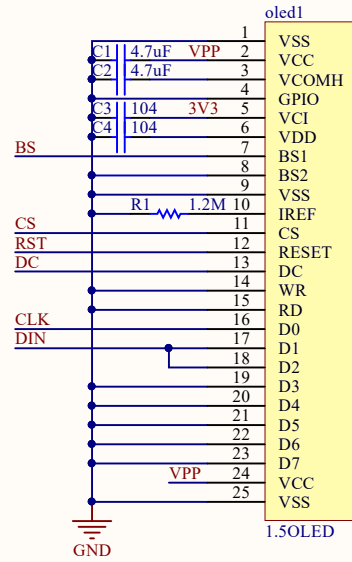 oled1
1 VSS
C1 4.7uF VPP 2 VCC
C2 4.7uF 3 VCOMH
4 GPIO
C3 104 3V3 5 VCI
C4 104 6 VDD
BS 7 BS1
8 BS2
9 VSS
R1 1.2M 10 IREF
CS 11 CS
RST 12 RESET
DC 13 DC
14 WR
15 RD
CLK 16 D0
DIN 17 D1
18 D2
19 D3
20 D4
21 D5
22 D6
23 D7
VPP 24 VCC
25 VSS
1.5OLED
GND